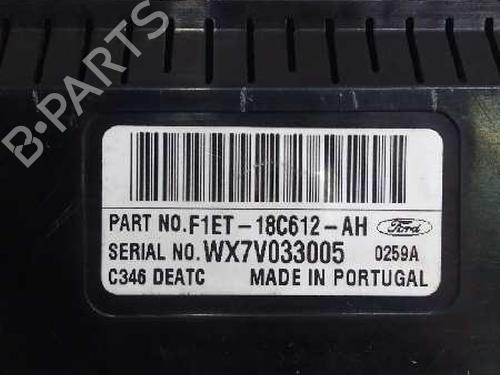 B-PARTS
PART NO. F1ET-18C612-AH Ford
SERIAL NO. WX7V033005 0259A
C346 DEATC MADE IN PORTUGAL